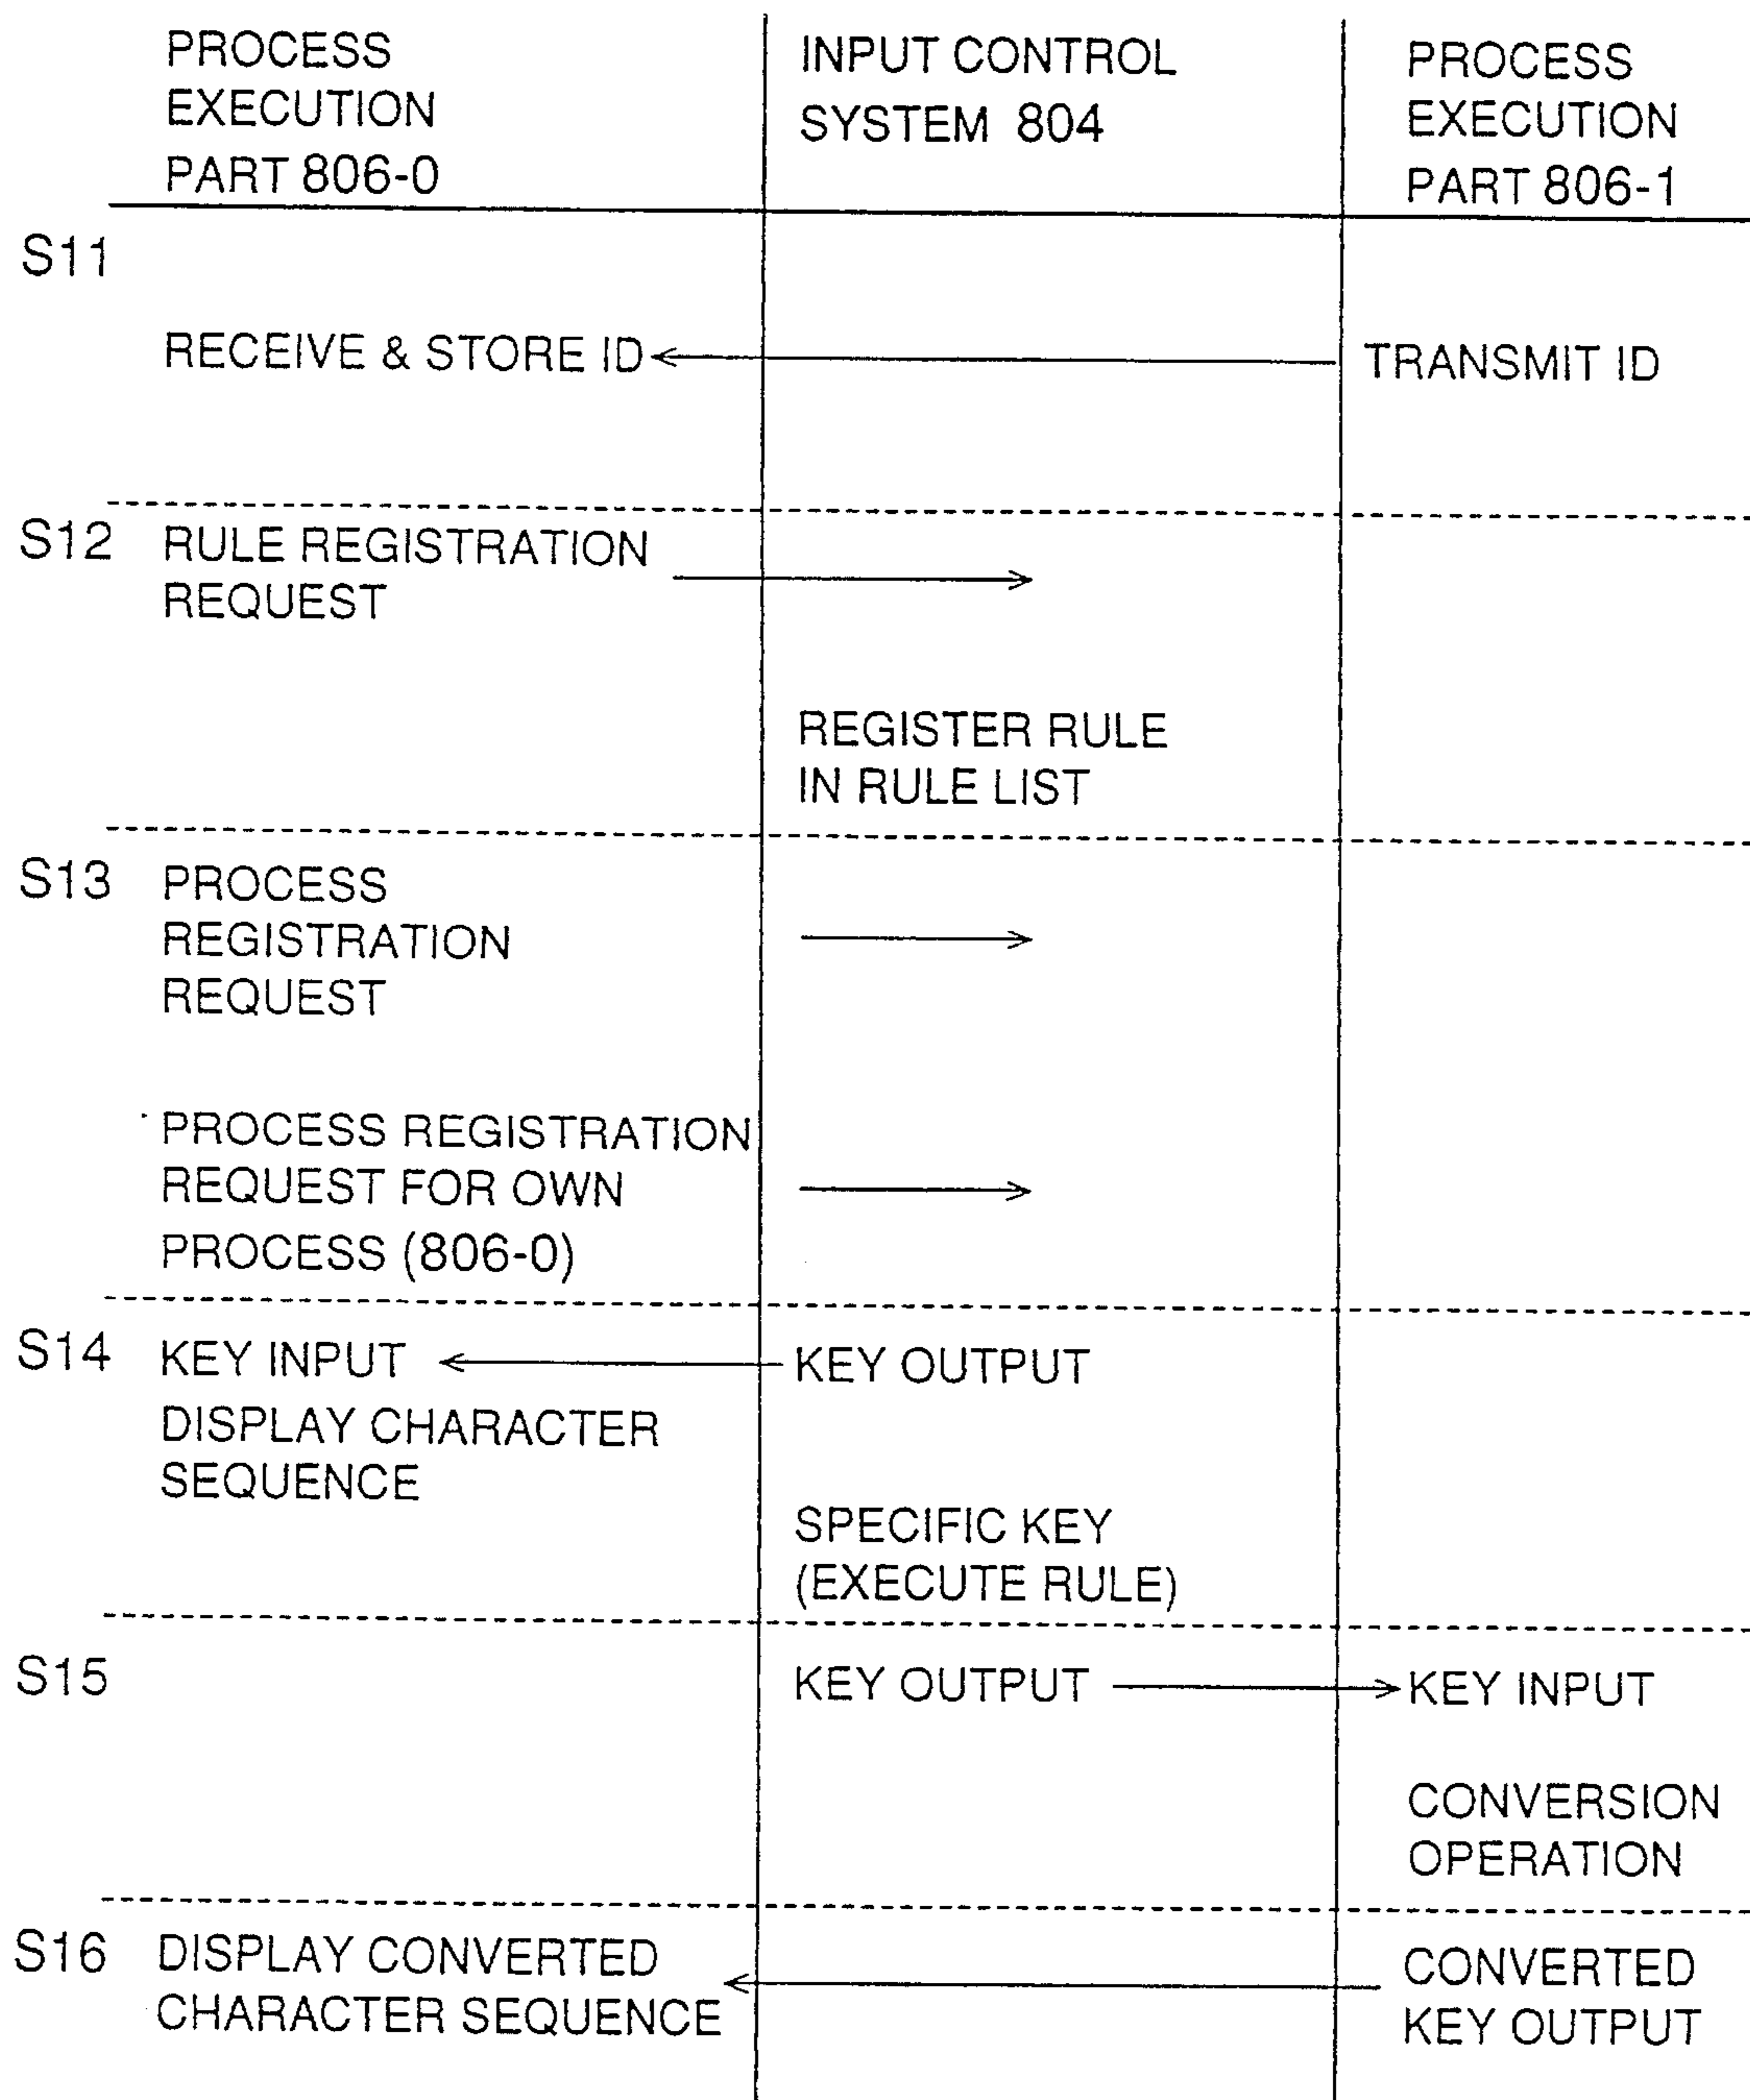 PROCESS
EXECUTION
PART 806-0
INPUT CONTROL
SYSTEM 804
PROCESS
EXECUTION
PART 806-1
S11
RECEIVE & STORE ID
TRANSMIT ID
S12
RULE REGISTRATION
REQUEST
REGISTER RULE
IN RULE LIST
S13
PROCESS
REGISTRATION
REQUEST
PROCESS REGISTRATION
REQUEST FOR OWN
PROCESS (806-0)
S14
KEY INPUT
KEY OUTPUT
DISPLAY CHARACTER
SEQUENCE
SPECIFIC KEY
(EXECUTE RULE)
S15
KEY OUTPUT
KEY INPUT
CONVERSION
OPERATION
S16
DISPLAY CONVERTED
CHARACTER SEQUENCE
CONVERTED
KEY OUTPUT